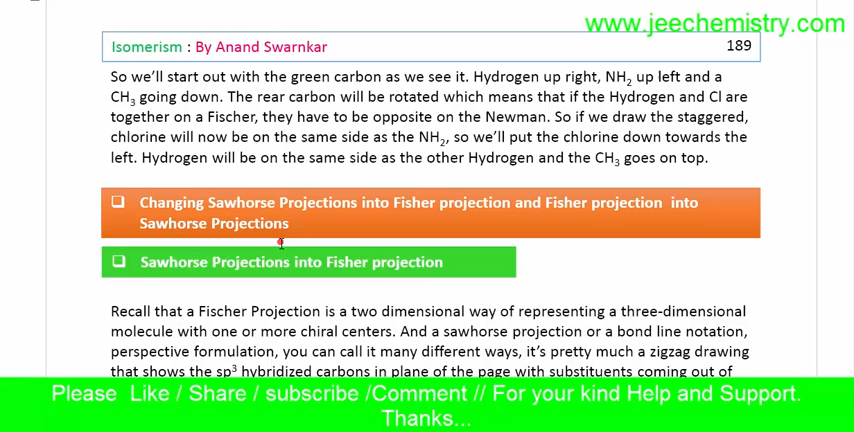 www.jeechemistry.com
Isomerism : By Anand Swarnkar
189
So we'll start out with the green carbon as we see it. Hydrogen up right, NH2 up left and a
CH3 going down. The rear carbon will be rotated which means that if the Hydrogen and Cl are
together on a Fischer, they have to be opposite on the Newman. So if we draw the staggered,
chlorine will now be on the same side as the NH2, so we'll put the chlorine down towards the
left. Hydrogen will be on the same side as the other Hydrogen and the CH3 goes on top.
Changing Sawhorse Projections into Fisher projection and Fisher projection into
Sawhorse Projections
Sawhorse Projections into Fisher projection
Recall that a Fischer Projection is a two dimensional way of representing a three-dimensional
molecule with one or more chiral centers. And a sawhorse projection or a bond line notation,
perspective formulation, you can call it many different ways, it's pretty much a zigzag drawing
that shows the sp3 hybridized carbons in plane of the page with substituents coming out of
Please Like / Share / subscribe /Comment // For your kind Help and Support.
Thanks...